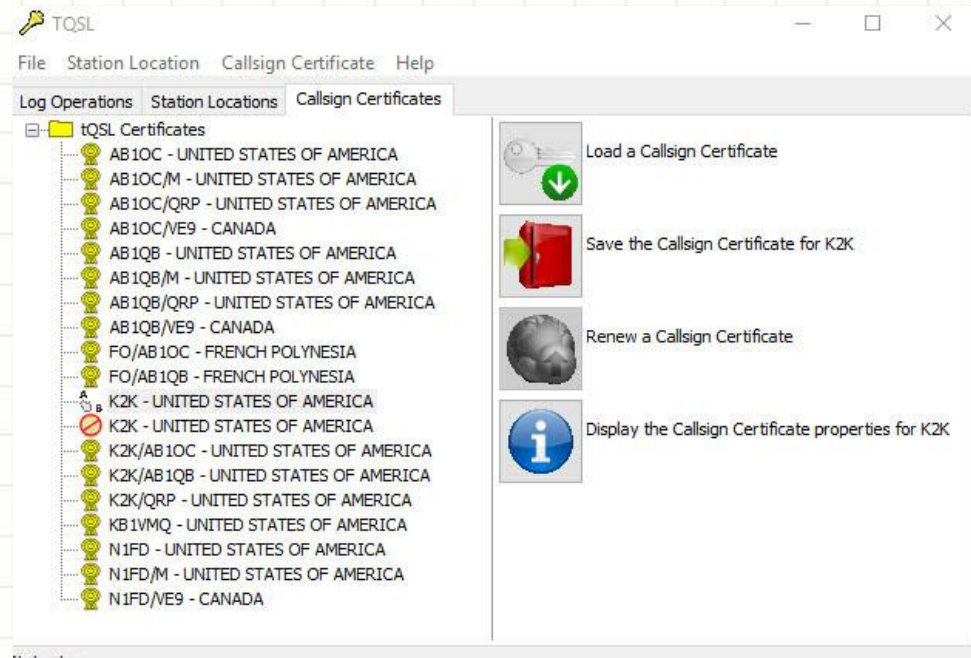 TQSL
File Station Location Callsign Certificate Help
Log Operations Station Locations Callsign Certificates
tQSL Certificates
AB1OC - UNITED STATES OF AMERICA
AB1OC/M - UNITED STATES OF AMERICA
AB1OC/QRP - UNITED STATES OF AMERICA
AB1OC/VE9 - CANADA
AB1QB - UNITED STATES OF AMERICA
AB1QB/M - UNITED STATES OF AMERICA
AB1QB/QRP - UNITED STATES OF AMERICA
AB1QB/VE9 - CANADA
FO/AB1OC - FRENCH POLYNESIA
FO/AB1QB - FRENCH POLYNESIA
A B K2K - UNITED STATES OF AMERICA
K2K - UNITED STATES OF AMERICA
K2K/AB1OC - UNITED STATES OF AMERICA
K2K/AB1QB - UNITED STATES OF AMERICA
K2K/QRP - UNITED STATES OF AMERICA
KB1VMQ - UNITED STATES OF AMERICA
N1FD - UNITED STATES OF AMERICA
N1FD/M - UNITED STATES OF AMERICA
N1FD/VE9 - CANADA
Load a Callsign Certificate
Save the Callsign Certificate for K2K
Renew a Callsign Certificate
Display the Callsign Certificate properties for K2K